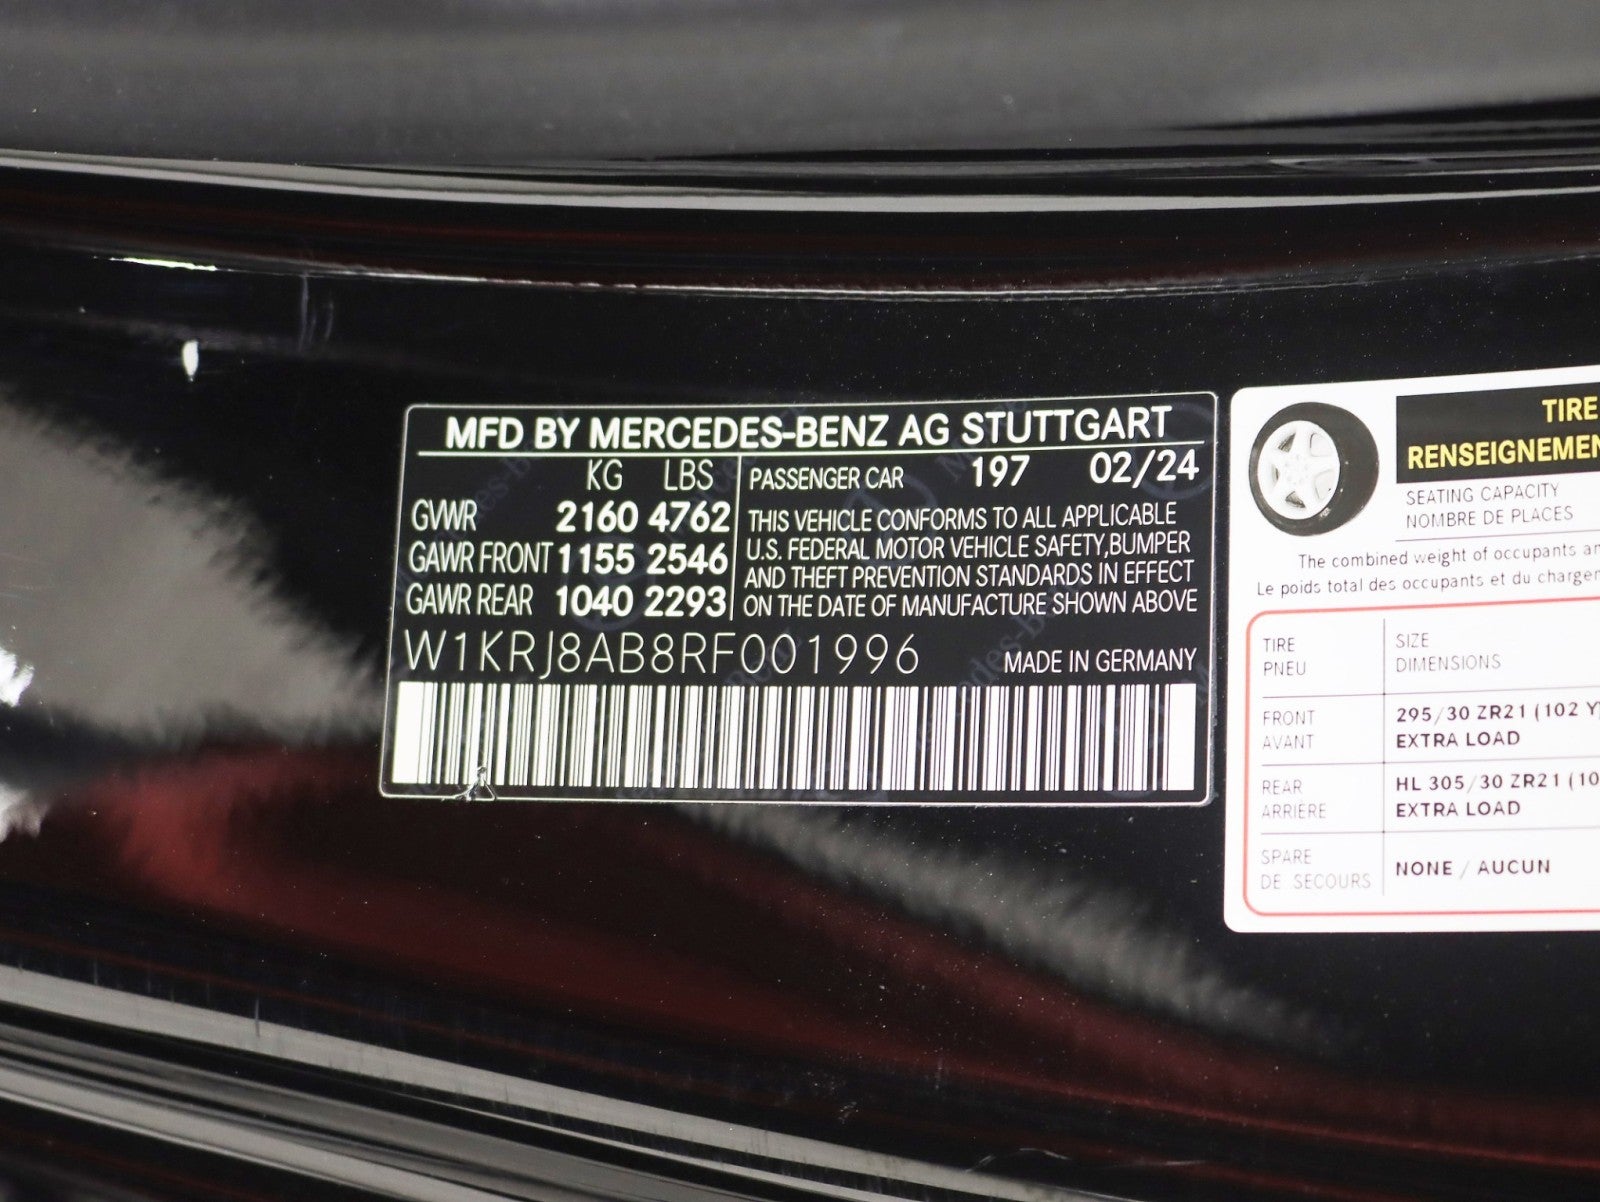 MFD BY MERCEDES-BENZ AG STUTTGART
KG LBS
GVWR 2160 4762
GAWR FRONT 1155 2546
GAWR REAR 1040 2293
PASSENGER CAR 197 02/24
THIS VEHICLE CONFORMS TO ALL APPLICABLE
U.S. FEDERAL MOTOR VEHICLE SAFETY,BUMPER
AND THEFT PREVENTION STANDARDS IN EFFECT
ON THE DATE OF MANUFACTURE SHOWN ABOVE
W1KRJ8AB8RF001996
MADE IN GERMANY
TIRE
SEATING CAPACITY
NOMBRE DE PLACES
The combined weight of occupants
Le poids total des occupants et du
TIRE
PNEU
SIZE
DIMENSIONS
FRONT
AVANT
295/30 ZR21 (102 Y)
EXTRA LOAD
REAR
ARRIÈRE
HL 305/30 ZR21
EXTRA LOAD
SPARE
DE SECOURS
NONE / AUCUN